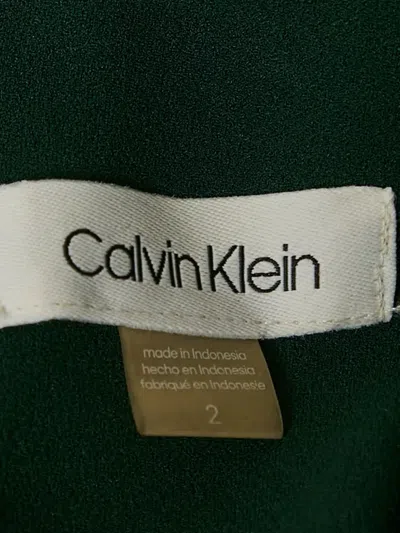 Calvin Klein
made in Indonesia
hecho en Indonesia
fabriqué en Indonesie
2